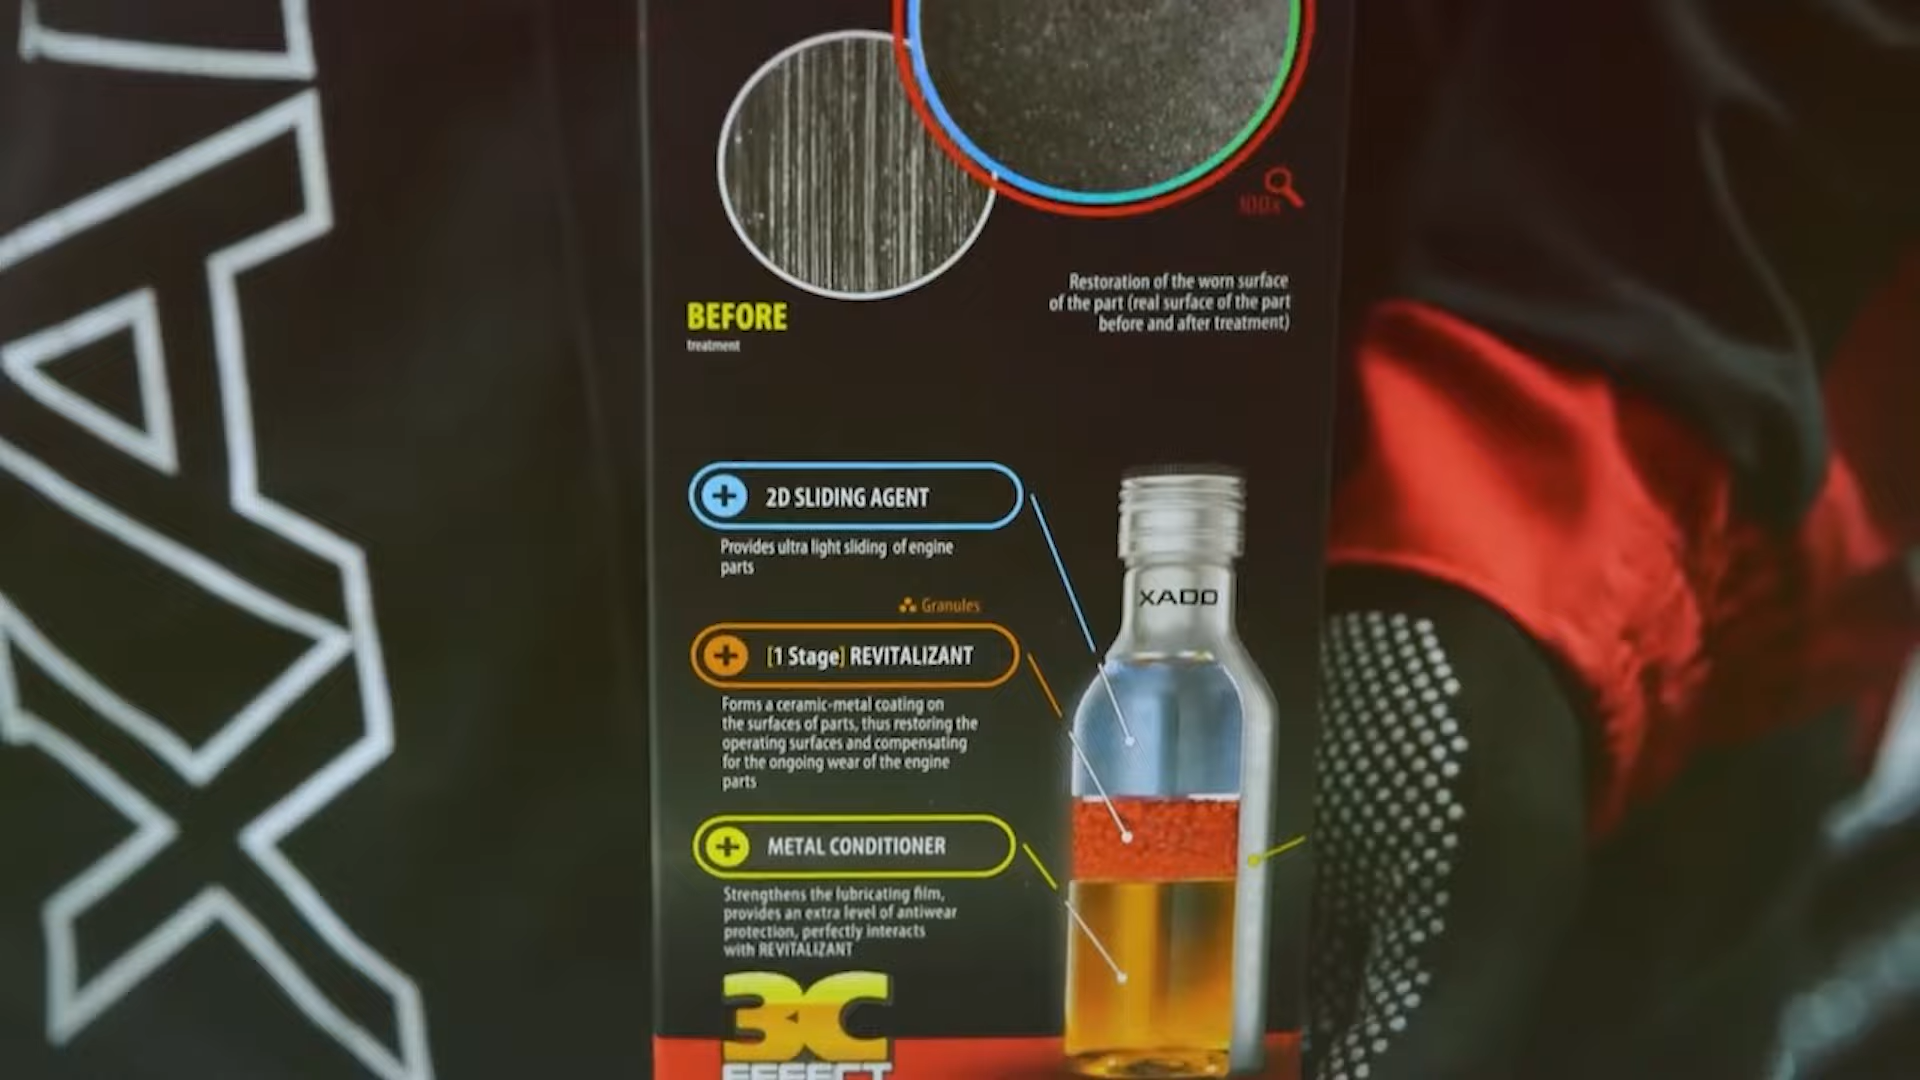 XAD
100x
Restoration of the worn surface
of the part (real surface of the part
before and after treatment)
BEFORE
treatment
2D SLIDING AGENT
Provides ultra light sliding of engine
parts
Granules
[1 Stage] REVITALIZANT
Forms a ceramic-metal coating on
the surfaces of parts, thus restoring the
operating surfaces and compensating
for the ongoing wear of the engine
parts
METAL CONDITIONER
Strengthens the lubricating film,
provides an extra level of antiwear
protection, perfectly interacts
with REVITALIZANT
XADO
3C
EFFECT